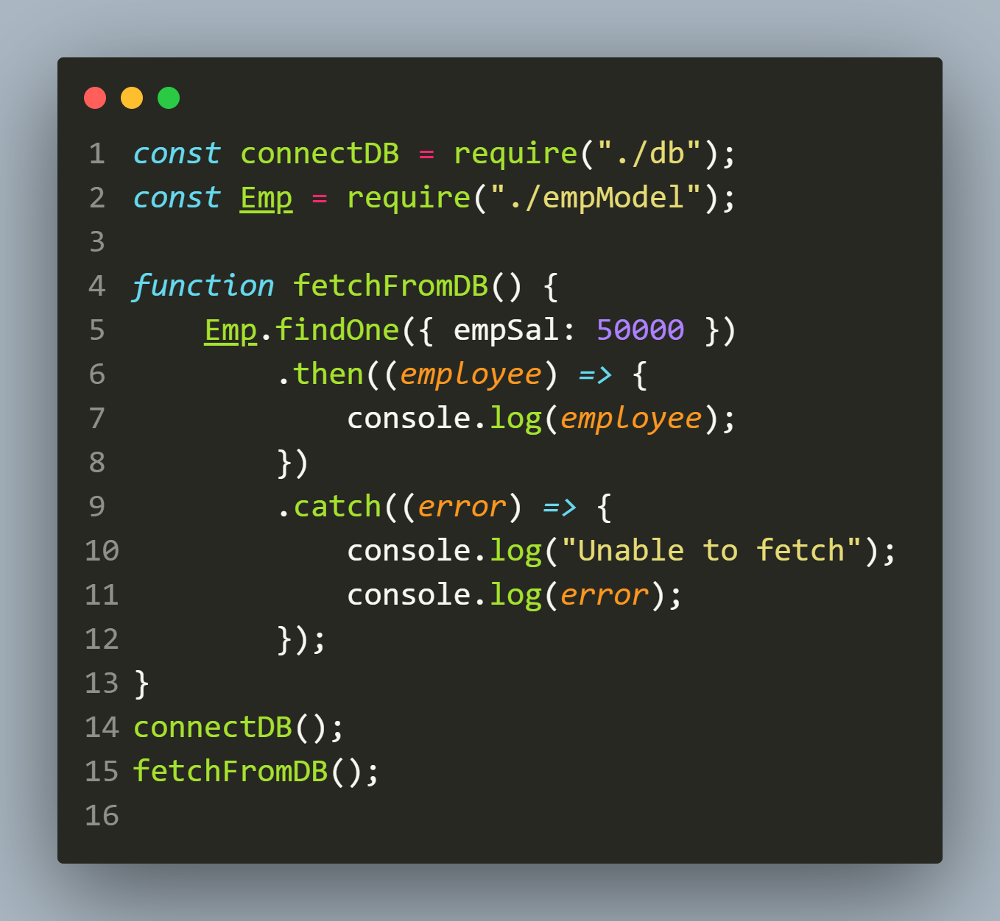 1 const connectDB = require("./db");
2 const Emp = require("./empModel");
3
4 function fetchFromDB() {
5     Emp.findOne({ empSal: 50000 })
6         .then((employee) => {
7             console.log(employee);
8         })
9         .catch((error) => {
10             console.log("Unable to fetch");
11             console.log(error);
12         });
13 }
14 connectDB();
15 fetchFromDB();
16